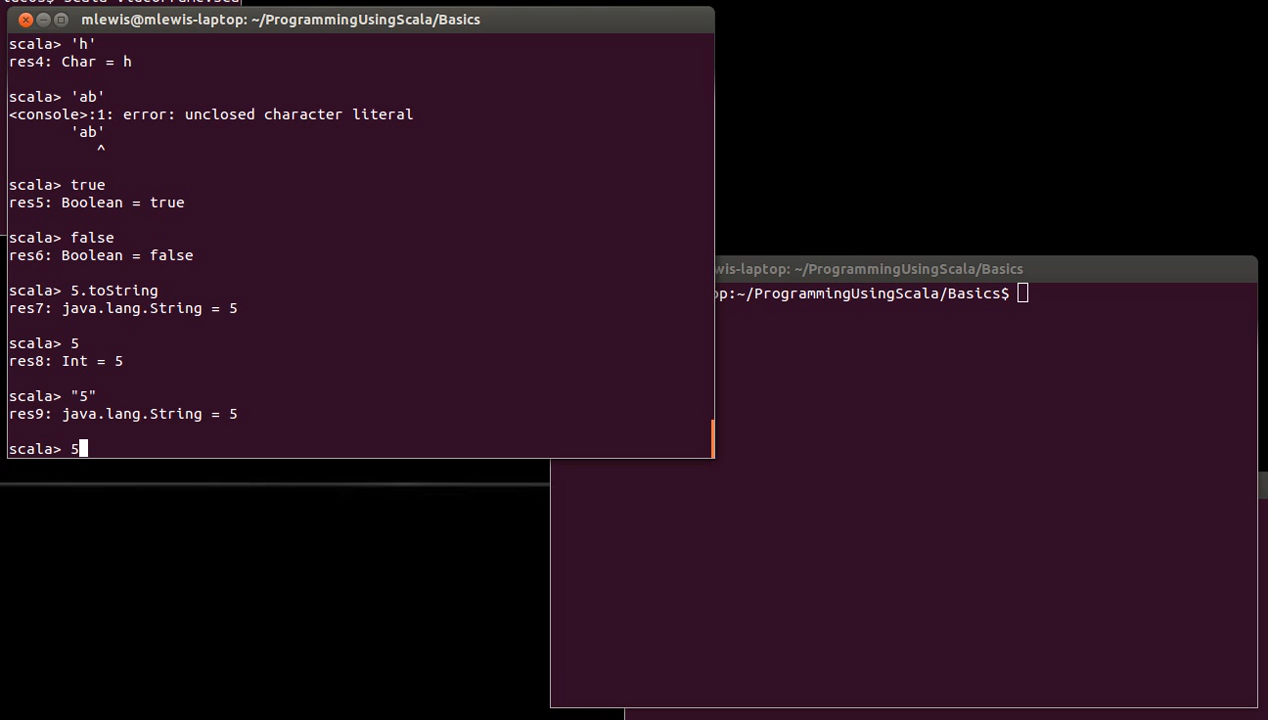 mlewis@mlewis-laptop: ~/ProgrammingUsingScala/Basics
scala> 'h'
res4: Char = h
scala> 'ab'
<console>:1: error: unclosed character literal
       'ab'
          ^
scala> true
res5: Boolean = true
scala> false
res6: Boolean = false
scala> 5.toString
res7: java.lang.String = 5
scala> 5
res8: Int = 5
scala> "5"
res9: java.lang.String = 5
scala> 5
wis-laptop: ~/ProgrammingUsingScala/Basics
op:~/ProgrammingUsingScala/Basics$